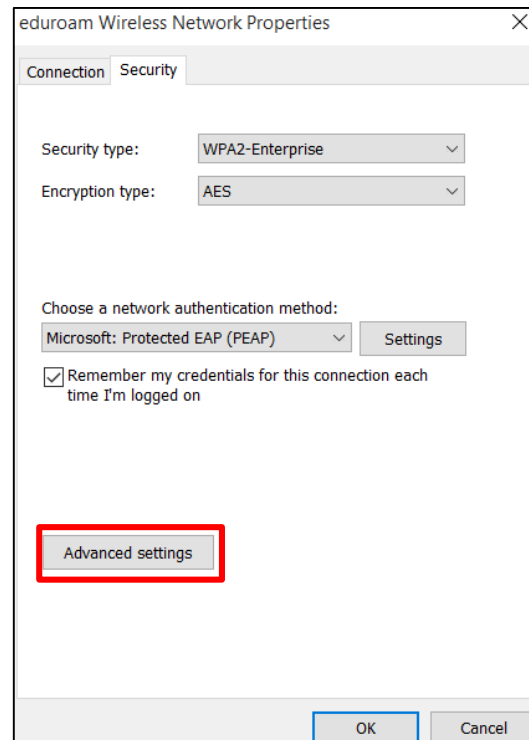 eduroam Wireless Network Properties
Connection
Security
Security type:
WPA2-Enterprise
Encryption type:
AES
Choose a network authentication method:
Microsoft: Protected EAP (PEAP)
Settings
Remember my credentials for this connection each
time I'm logged on
Advanced settings
OK
Cancel